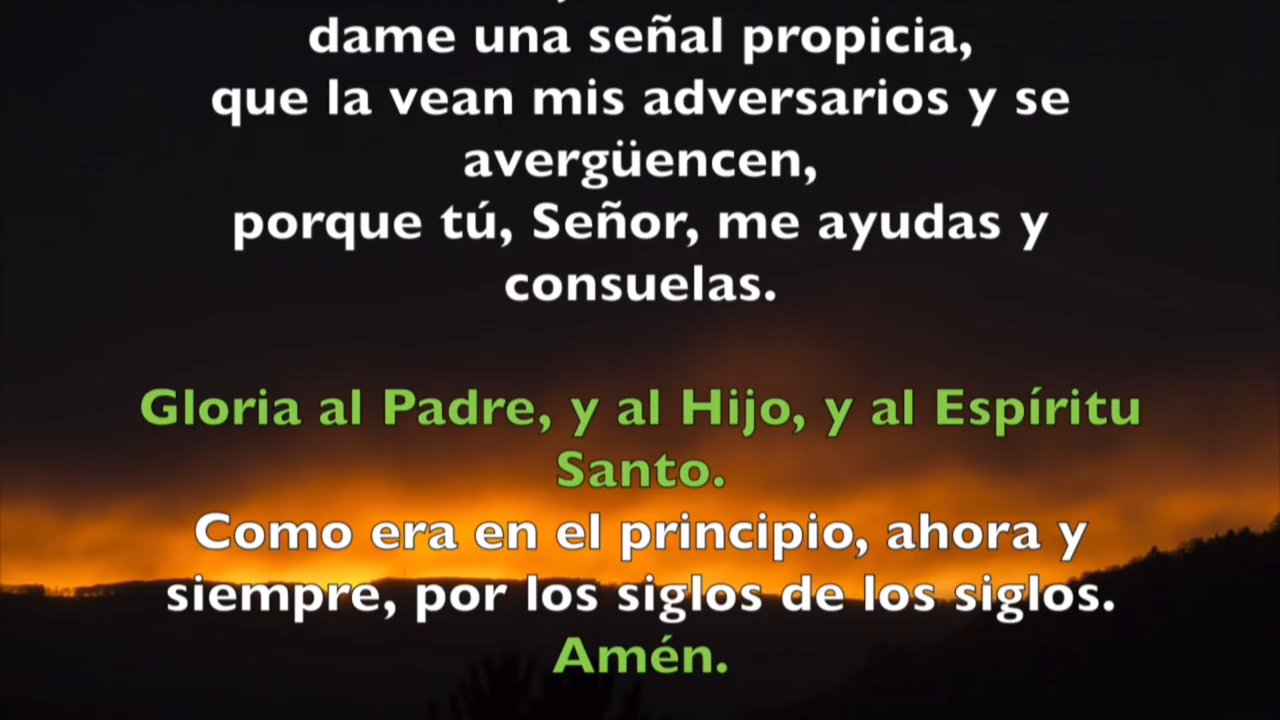 dame una señal propicia,
que la vean mis adversarios y se
avergüencen,
porque tú, Señor, me ayudas y
consuelas.
Gloria al Padre, y al Hijo, y al Espíritu
Santo.
Como era en el principio, ahora y
siempre, por los siglos de los siglos.
Amén.